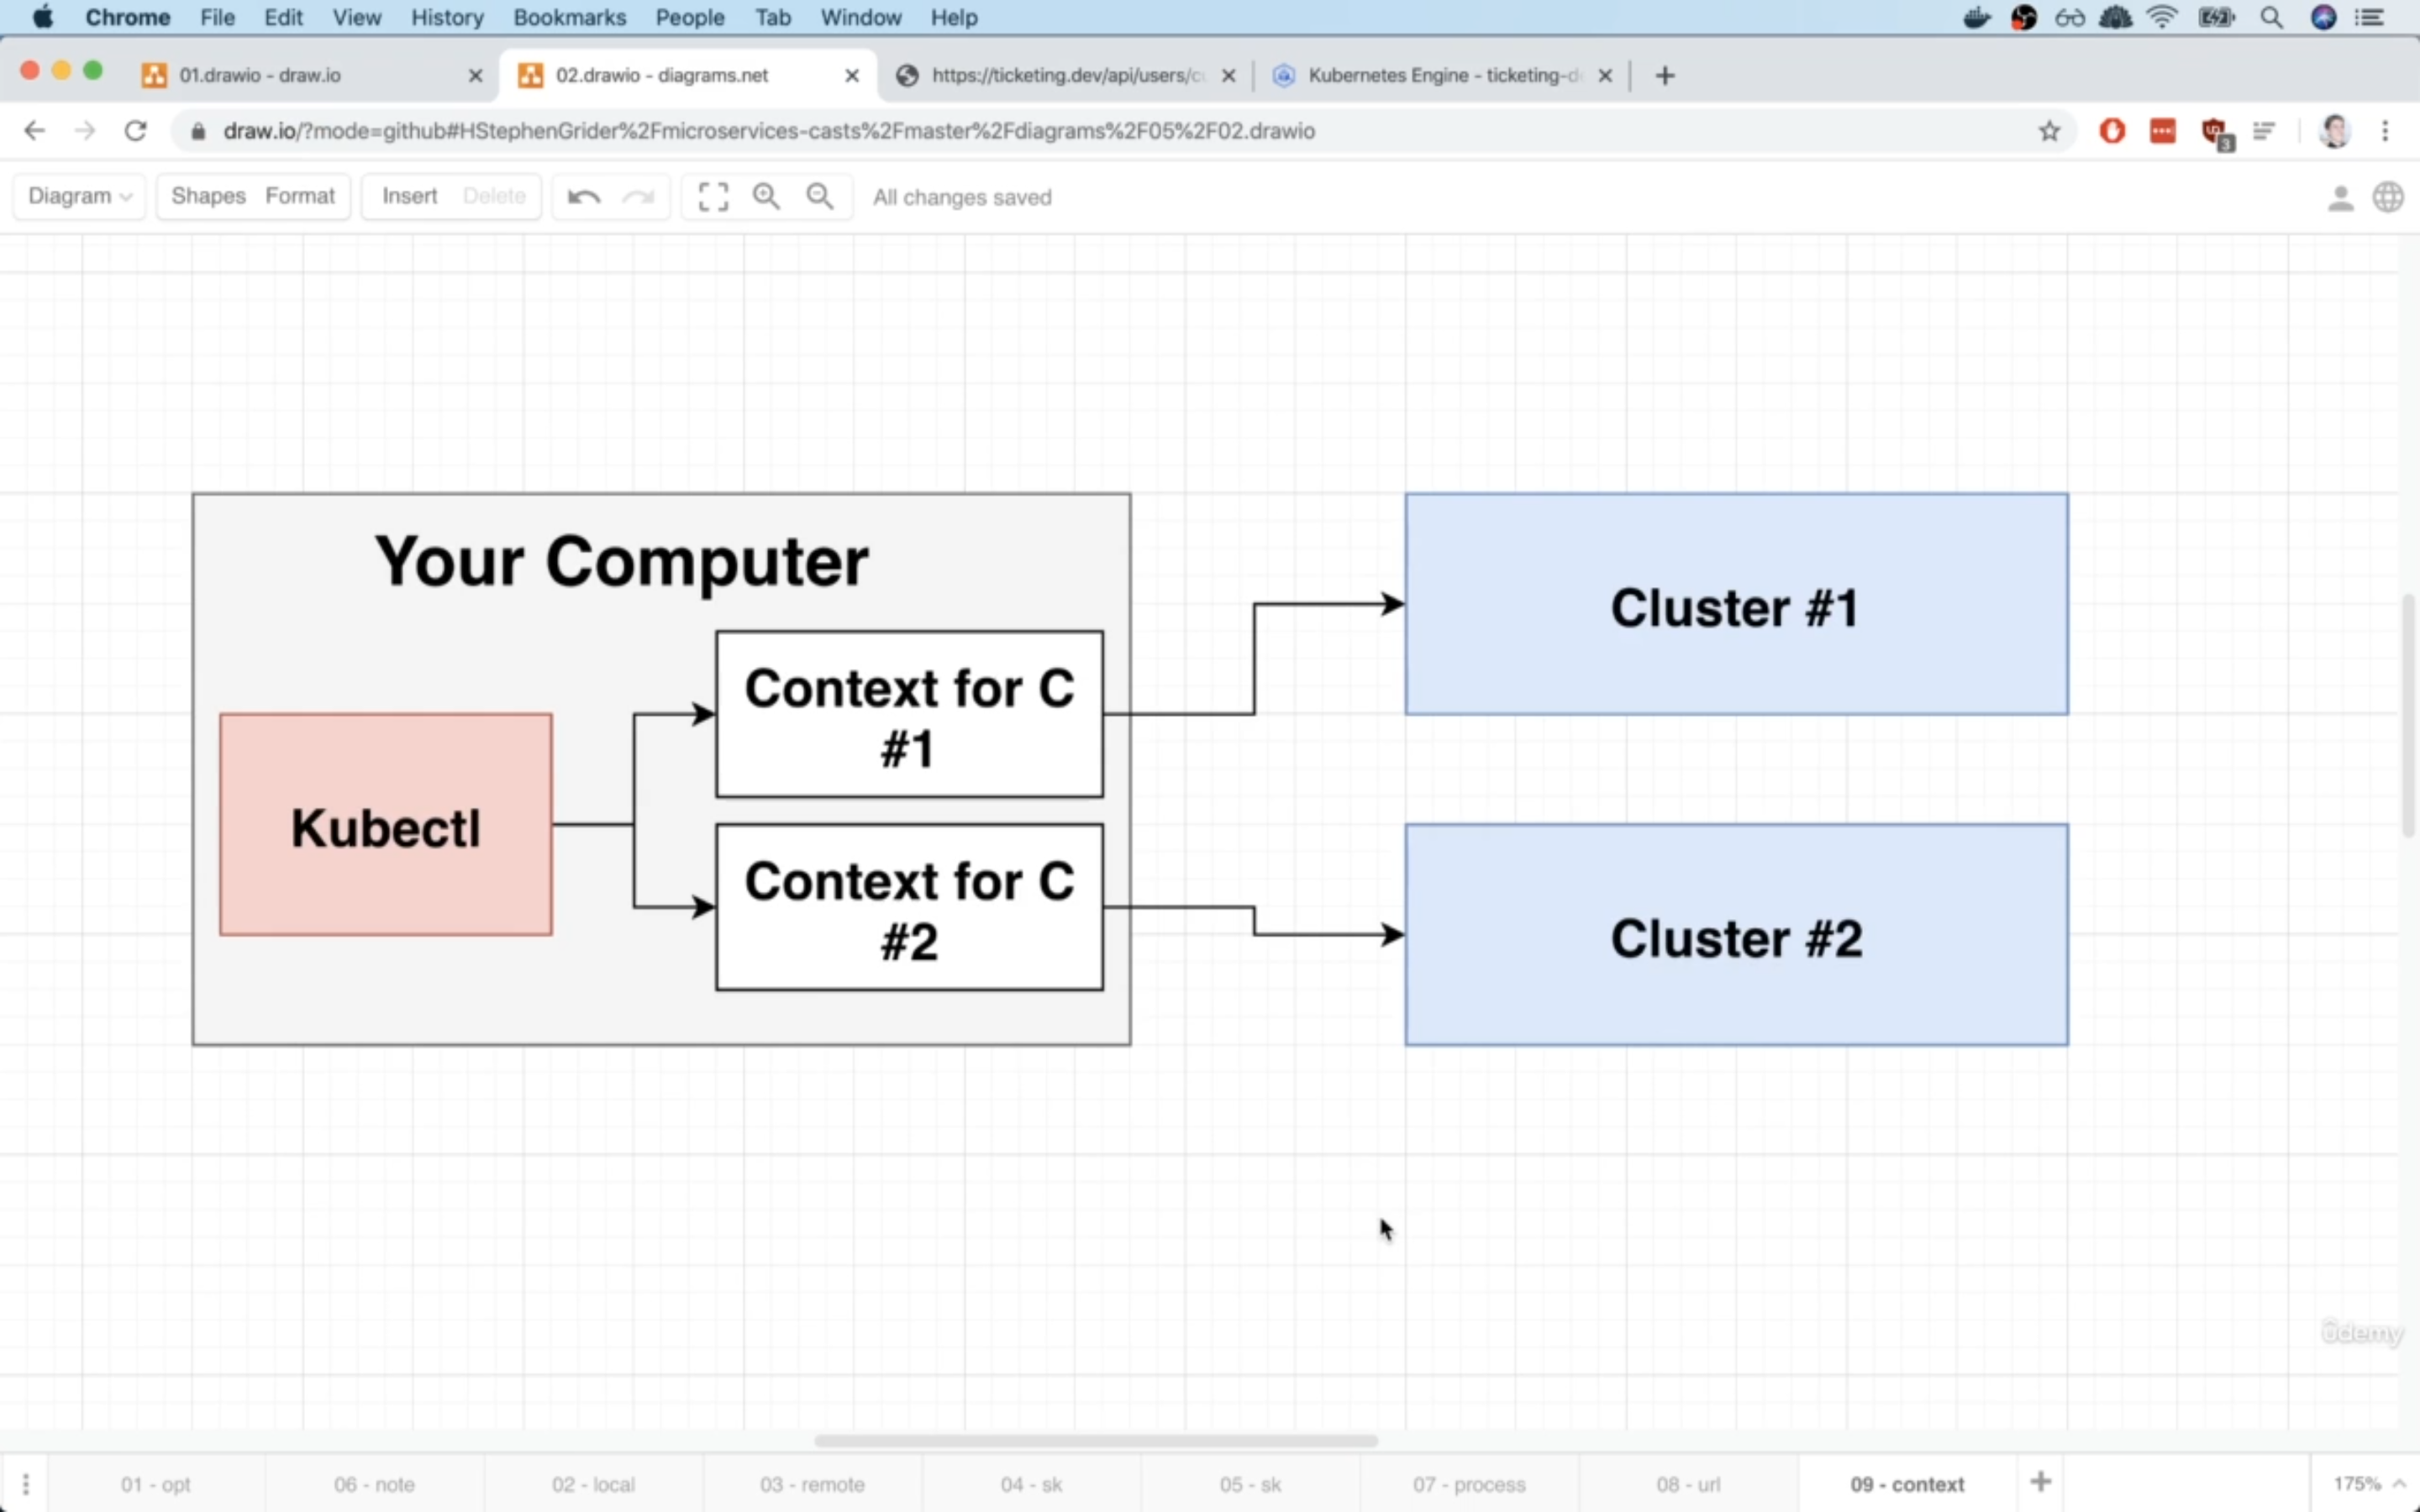 Chrome File Edit View History Bookmarks People Tab Window Help
01.drawio - draw.io
02.drawio - diagrams.net
https://ticketing.dev/api/users/c
Kubernetes Engine - ticketing-d
draw.io/?mode=github#HStephenGrider%2Fmicroservices-casts%2Fmaster%2Fdiagrams%2F05%2F02.drawio
3
Diagram Shapes Format Insert Delete All changes saved
Your Computer
Context for C
#1
Kubectl
Context for C
#2
Cluster #1
Cluster #2
ûdemy
01 - opt 06 - note 02 - local 03 - remote 04 - sk 05 - sk 07 - process 08 - url 09 - context 175%